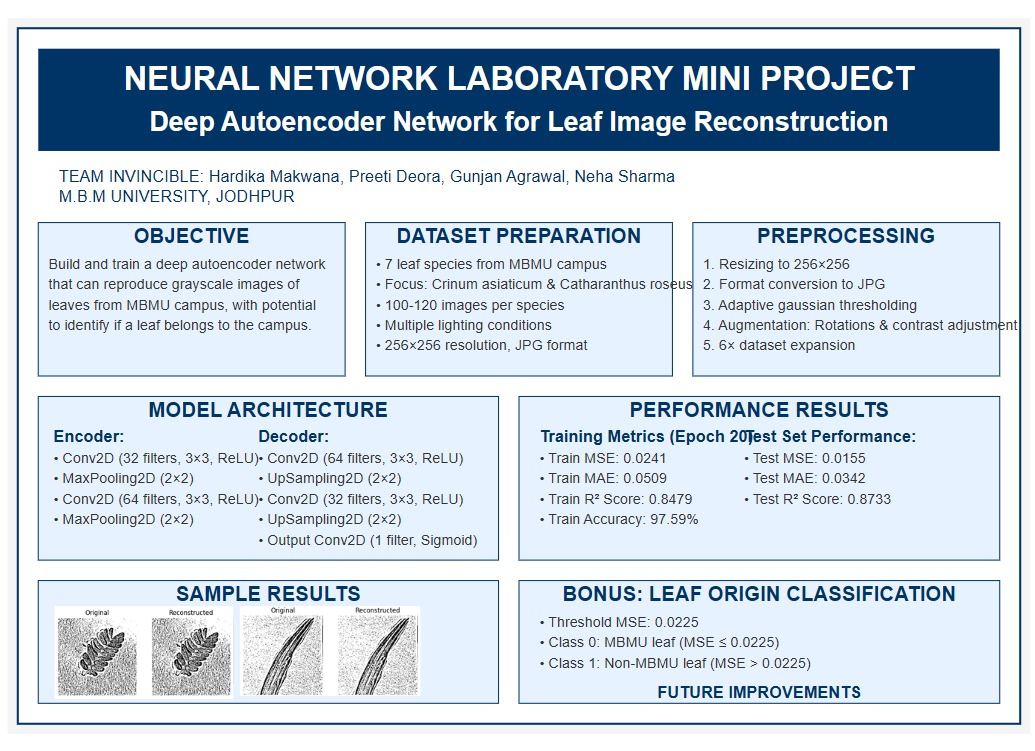 NEURAL NETWORK LABORATORY MINI PROJECT
Deep Autoencoder Network for Leaf Image Reconstruction
TEAM INVINCIBLE: Hardika Makwana, Preeti Deora, Gunjan Agrawal, Neha Sharma
M.B.M UNIVERSITY, JODHPUR
OBJECTIVE
Build and train a deep autoencoder network
that can reproduce grayscale images of
leaves from MBMU campus, with potential
to identify if a leaf belongs to the campus.
DATASET PREPARATION
• 7 leaf species from MBMU campus
• Focus: Crinum asiaticum & Catharanthus roseus
• 100-120 images per species
• Multiple lighting conditions
• 256×256 resolution, JPG format
PREPROCESSING
1. Resizing to 256×256
2. Format conversion to JPG
3. Adaptive gaussian thresholding
4. Augmentation: Rotations & contrast adjustment
5. 6× dataset expansion
MODEL ARCHITECTURE
Encoder:
• Conv2D (32 filters, 3×3, ReLU)
• MaxPooling2D (2×2)
• Conv2D (64 filters, 3×3, ReLU)
• MaxPooling2D (2×2)
Decoder:
• Conv2D (64 filters, 3×3, ReLU)
• UpSampling2D (2×2)
• Conv2D (32 filters, 3×3, ReLU)
• UpSampling2D (2×2)
• Output Conv2D (1 filter, Sigmoid)
PERFORMANCE RESULTS
Training Metrics (Epoch 20):
• Train MSE: 0.0241
• Train MAE: 0.0509
• Train R² Score: 0.8479
• Train Accuracy: 97.59%
Test Set Performance:
• Test MSE: 0.0155
• Test MAE: 0.0342
• Test R² Score: 0.8733
SAMPLE RESULTS
Original Reconstructed Original Reconstructed
BONUS: LEAF ORIGIN CLASSIFICATION
• Threshold MSE: 0.0225
• Class 0: MBMU leaf (MSE ≤ 0.0225)
• Class 1: Non-MBMU leaf (MSE > 0.0225)
FUTURE IMPROVEMENTS